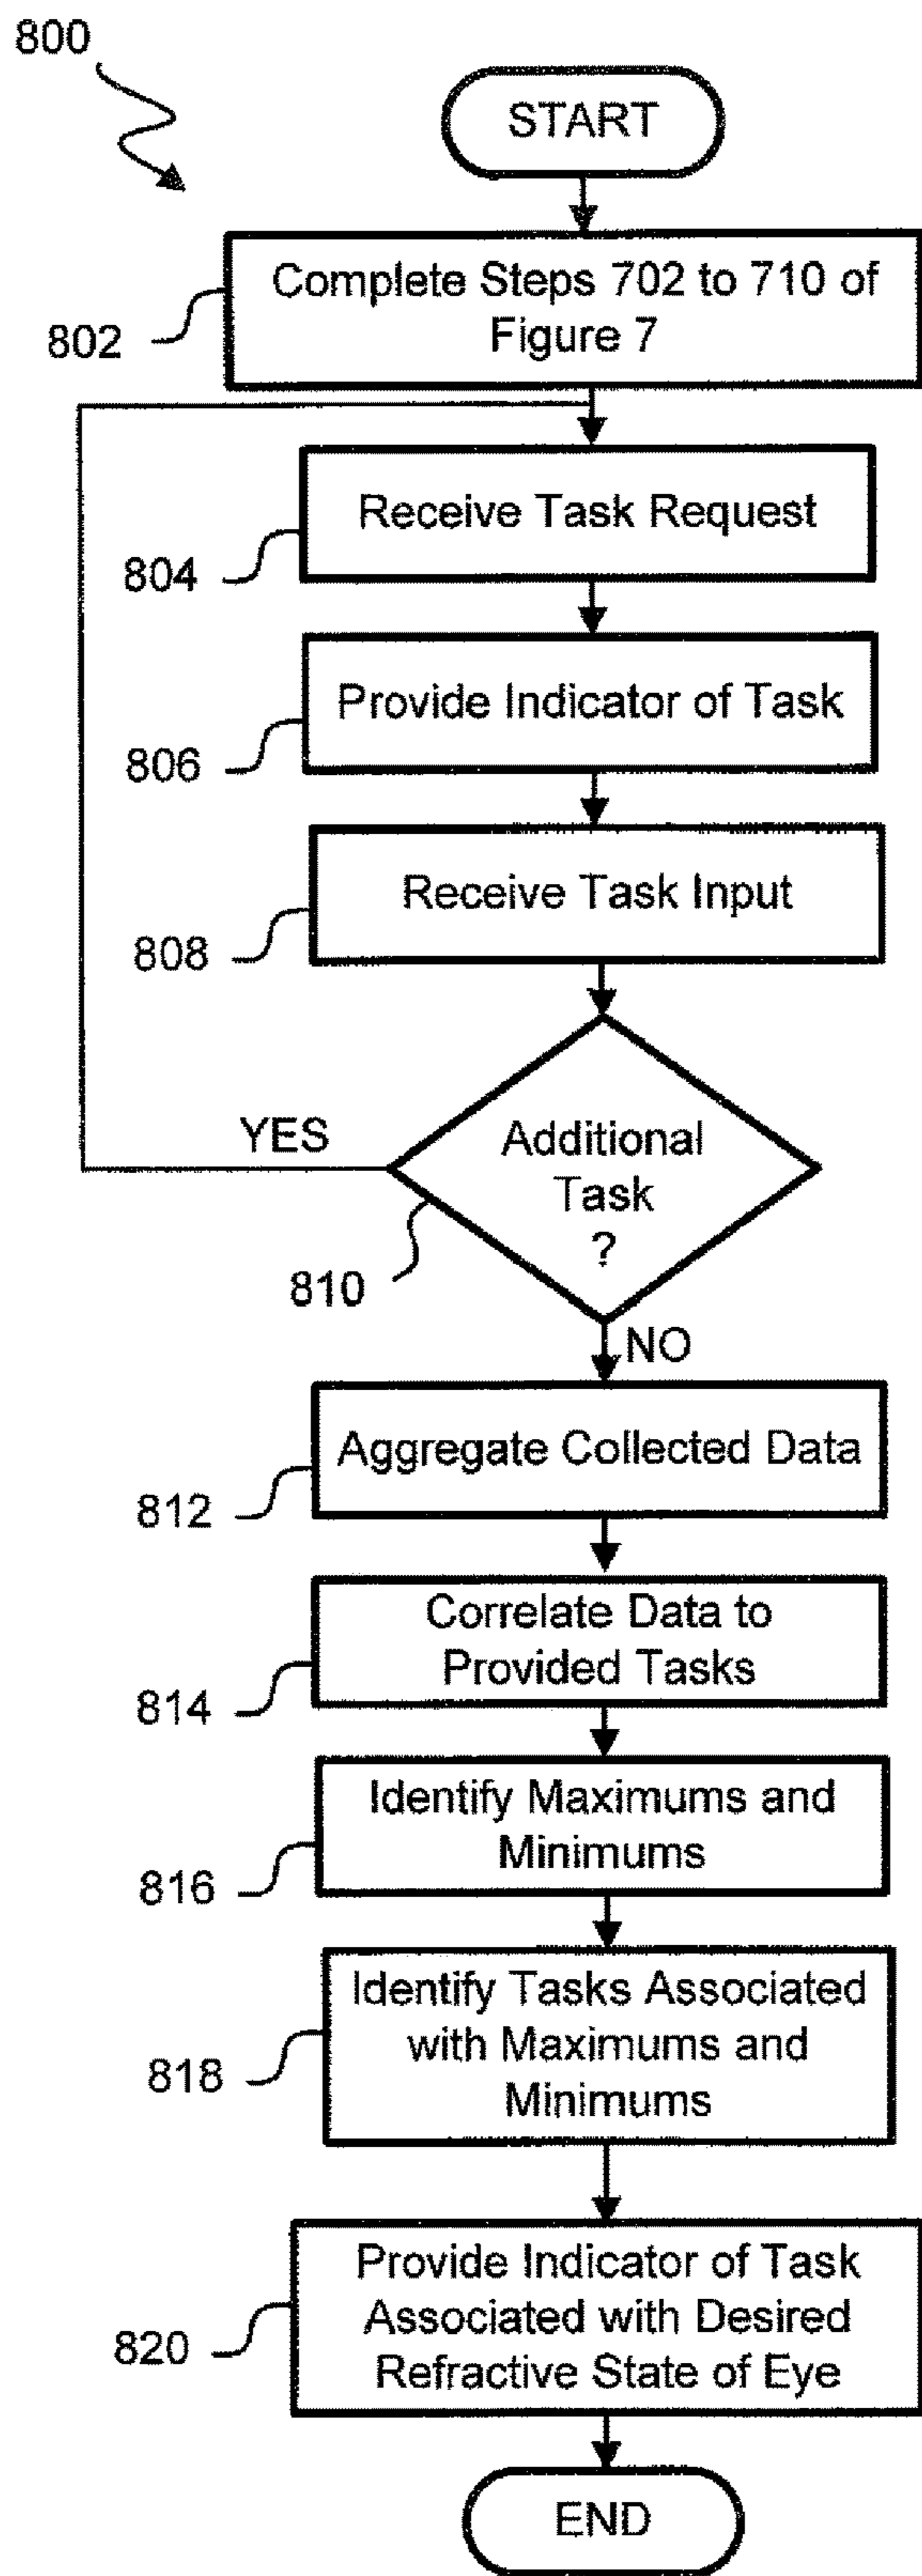 800
START
Complete Steps 702 to 710 of
Figure 7
802
Receive Task Request
804
Provide Indicator of Task
806
Receive Task Input
808
YES
Additional
Task
?
810
NO
Aggregate Collected Data
812
Correlate Data to
Provided Tasks
814
Identify Maximums and
Minimums
816
Identify Tasks Associated
with Maximums and
Minimums
818
Provide Indicator of Task
Associated with Desired
Refractive State of Eye
820
END